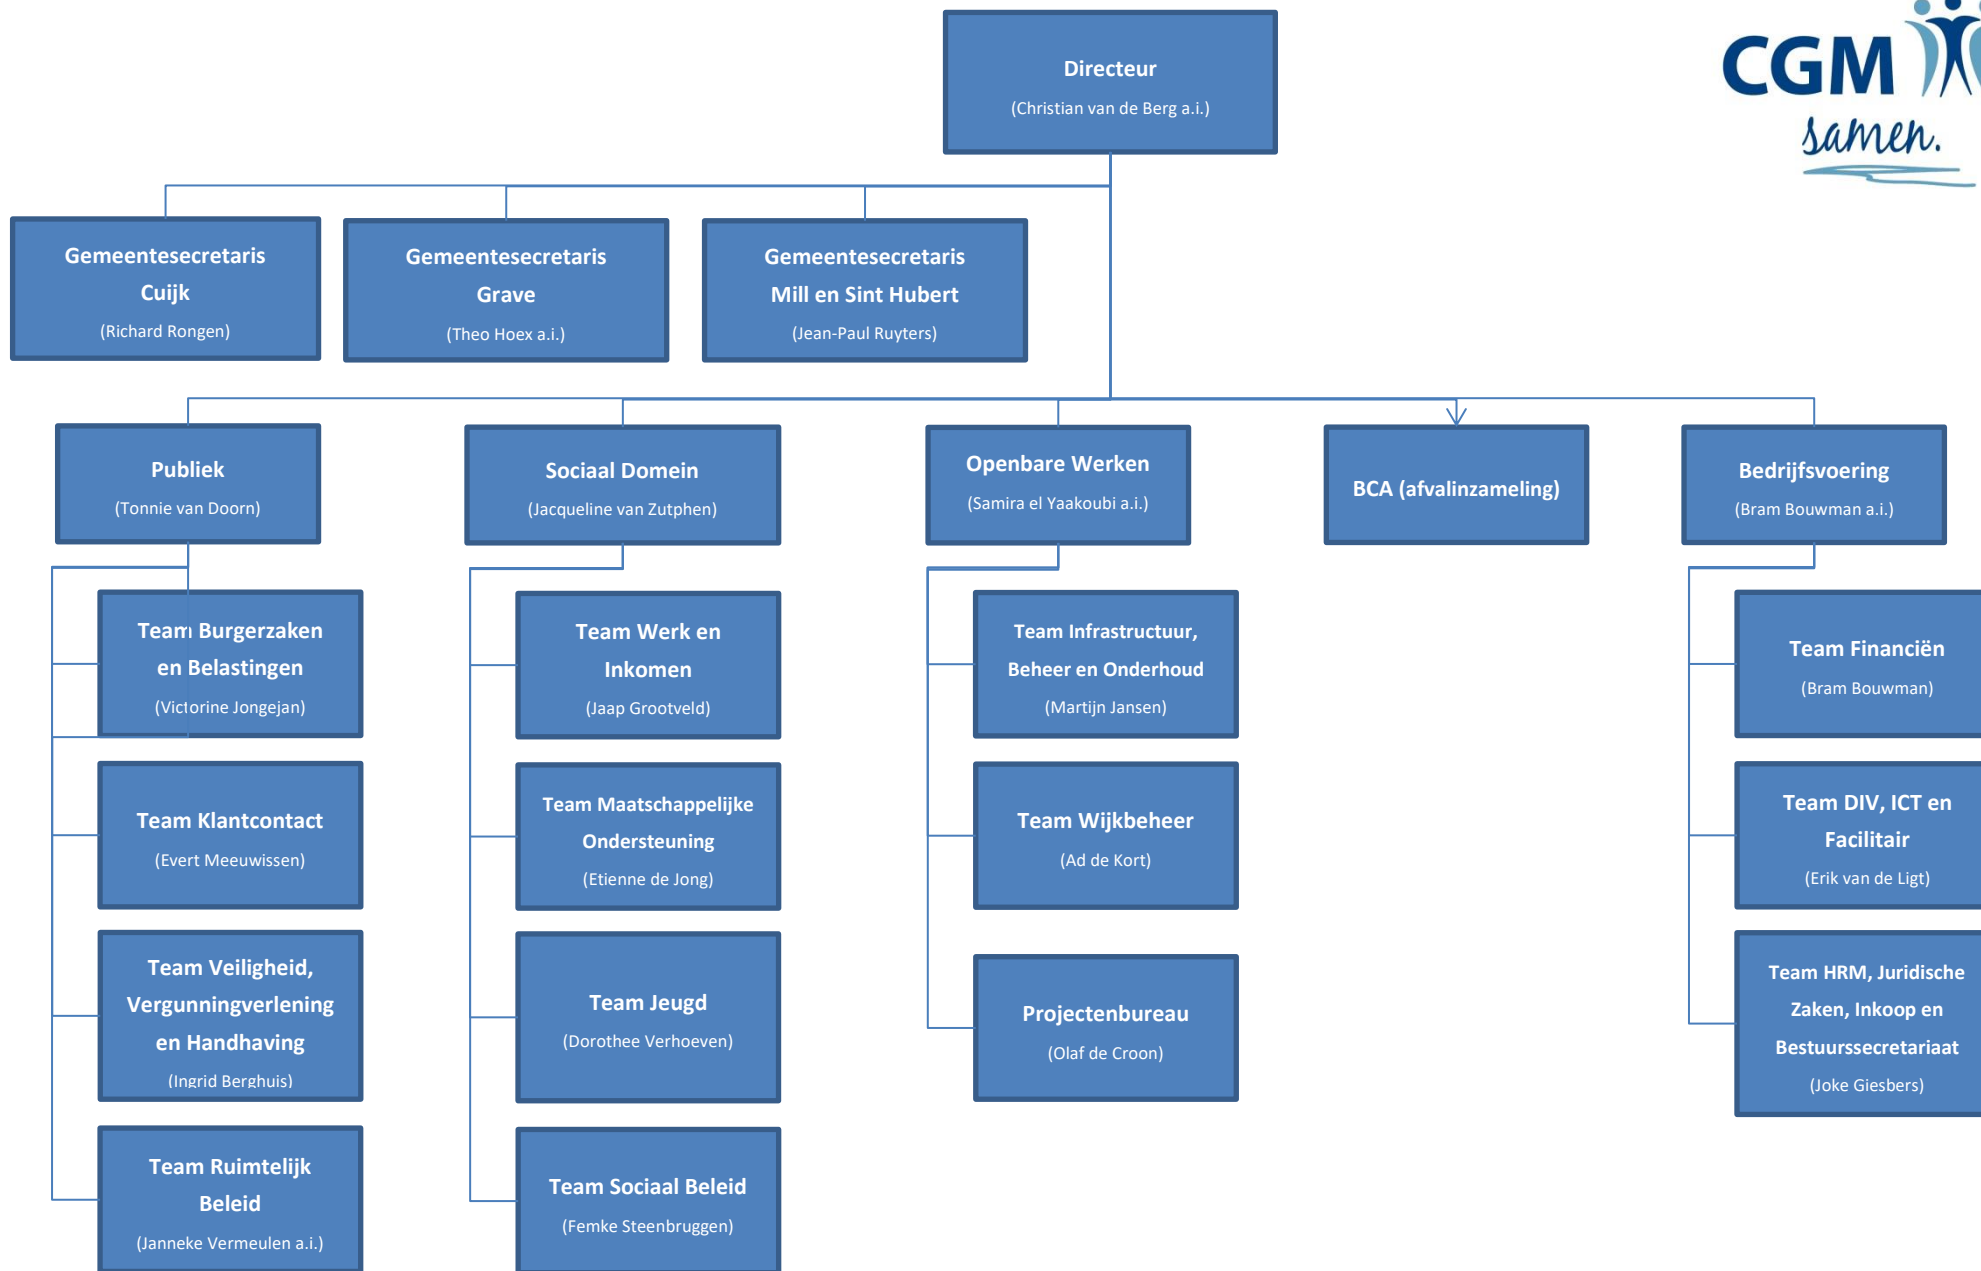 CGM
samen.
Directeur
(Christian van de Berg a.i.)
Gemeentesecretaris
Cuijk
(Richard Rongen)
Gemeentesecretaris
Grave
(Theo Hoex a.i.)
Gemeentesecretaris
Mill en Sint Hubert
(Jean-Paul Ruyters)
Publiek
(Tonnie van Doorn)
Sociaal Domein
(Jacqueline van Zutphen)
Openbare Werken
(Samira el Yaakoubi a.i.)
BCA (afvalinzameling)
Bedrijfsvoering
(Bram Bouwman a.i.)
Team Burgerzaken
en Belastingen
(Victorine Jongejan)
Team Klantcontact
(Evert Meeuwissen)
Team Veiligheid,
Vergunningverlening
en Handhaving
(Ingrid Berghuis)
Team Ruimtelijk
Beleid
(Janneke Vermeulen a.i.)
Team Werk en
Inkomen
(Jaap Grootveld)
Team Maatschappelijke
Ondersteuning
(Etienne de Jong)
Team Jeugd
(Dorothee Verhoeven)
Team Sociaal Beleid
(Femke Steenbruggen)
Team Infrastructuur,
Beheer en Onderhoud
(Martijn Jansen)
Team Wijkbeheer
(Ad de Kort)
Projectenbureau
(Olaf de Croon)
Team Financiën
(Bram Bouwman)
Team DIV, ICT en
Facilitair
(Erik van de Ligt)
Team HRM, Juridische
Zaken, Inkoop en
Bestuurssecretariaat
(Joke Giesbers)